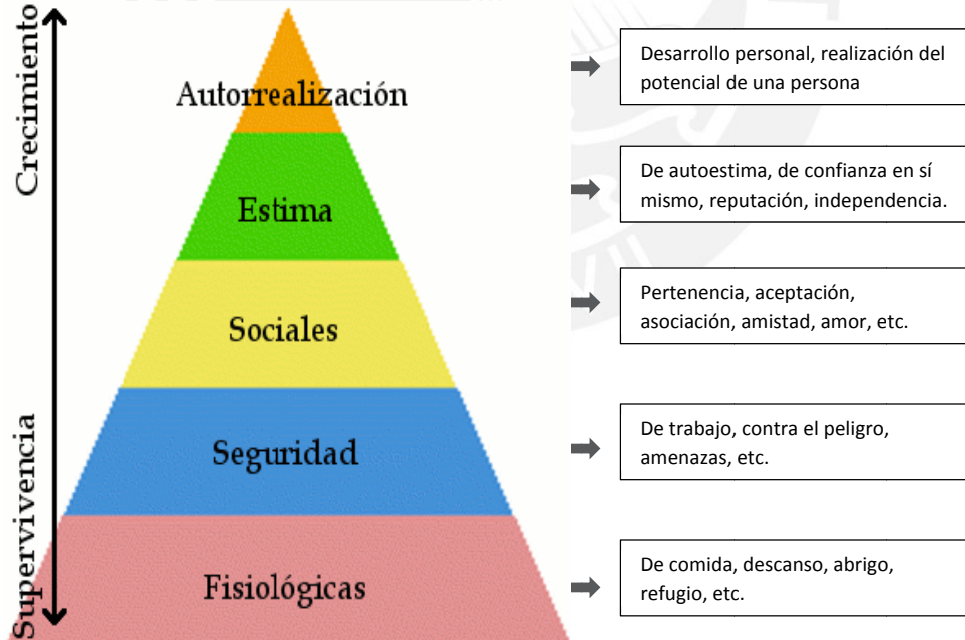 Crecimiento
Supervivencia
Autorrealización
Desarrollo personal, realización del
potencial de una persona
Estima
De autoestima, de confianza en sí
mismo, reputación, independencia.
Sociales
Pertenencia, aceptación,
asociación, amistad, amor, etc.
Seguridad
De trabajo, contra el peligro,
amenazas, etc.
Fisiológicas
De comida, descanso, abrigo,
refugio, etc.